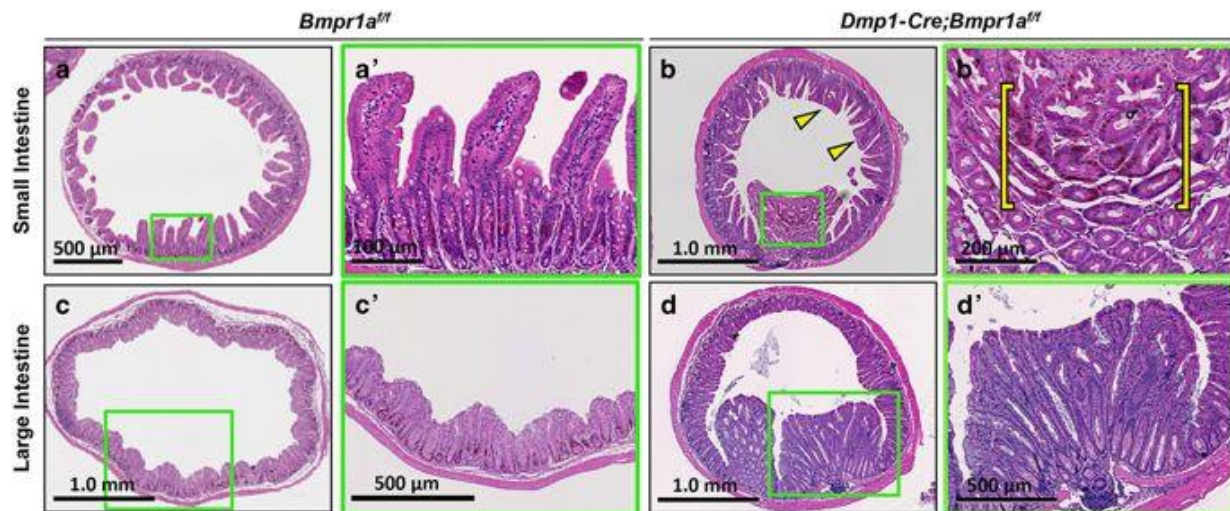 Bmpr1a^f/f
Dmp1-Cre;Bmpr1a^f/f
Small Intestine
a
500 µm
a’
100 µm
b
1.0 mm
b’
200 µm
Large Intestine
c
1.0 mm
c’
500 µm
d
1.0 mm
d’
500 µm